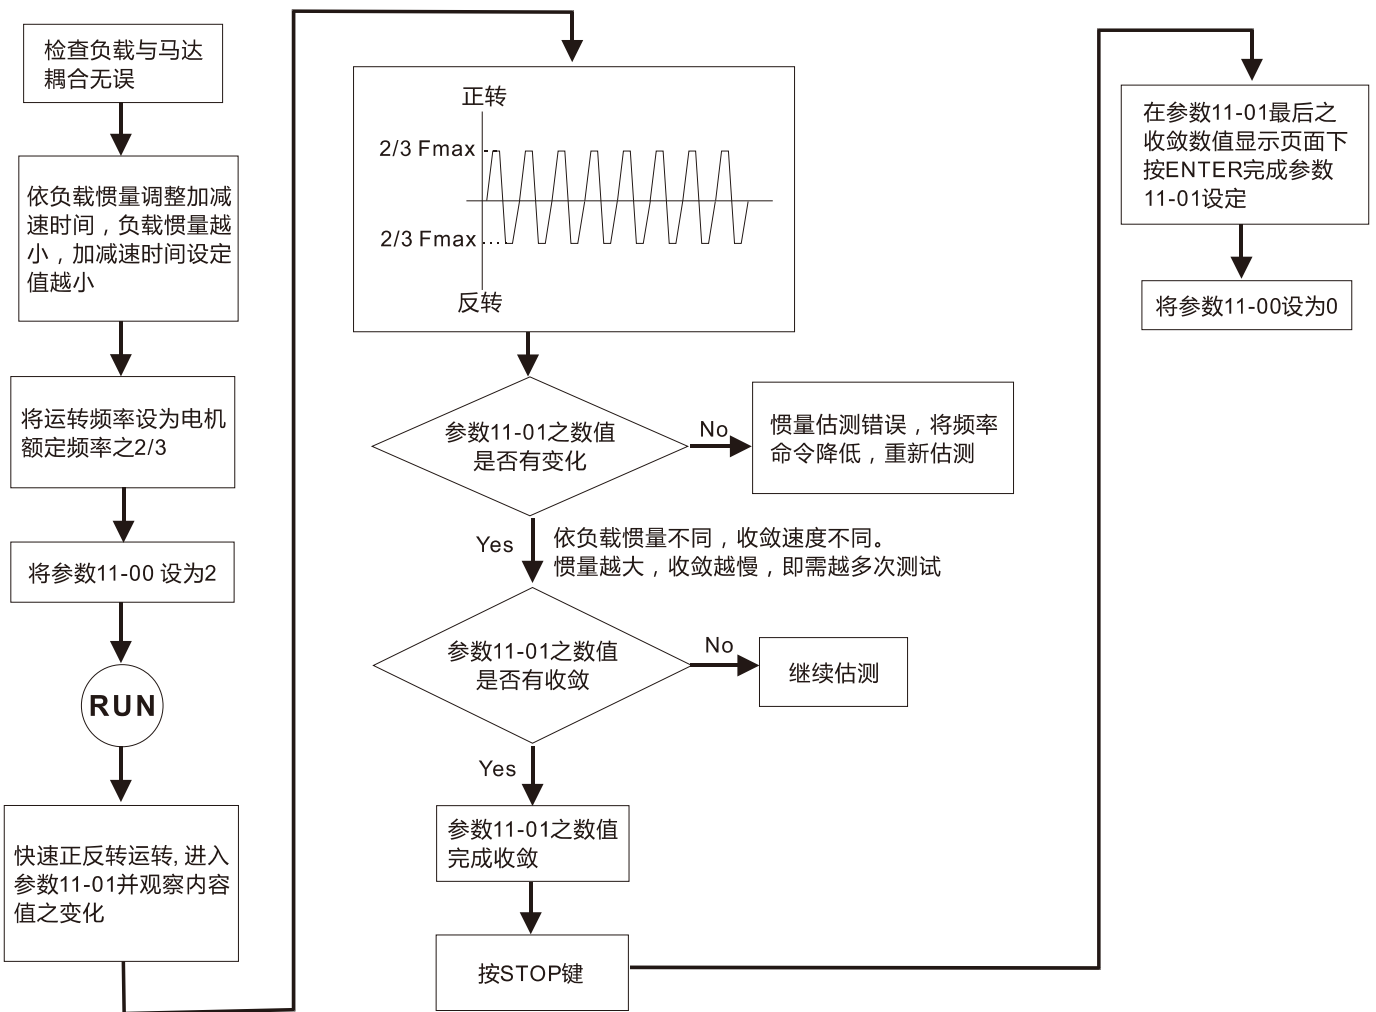 检查负载与马达
耦合无误
依负载惯量调整加减
速时间，负载惯量越
小，加减速时间设定
值越小
将运转频率设为电机
额定频率之2/3
将参数11-00 设为2
RUN
快速正反转运转, 进入
参数11-01并观察内容
值之变化
正转
2/3 Fmax
2/3 Fmax
反转
参数11-01之数值
是否有变化
No
惯量估测错误，将频率
命令降低，重新估测
Yes
依负载惯量不同，收敛速度不同。
惯量越大，收敛越慢，即需越多次测试
参数11-01之数值
是否有收敛
No
继续估测
Yes
参数11-01之数值
完成收敛
按STOP键
在参数11-01最后之
收敛数值显示页面下
按ENTER完成参数
11-01设定
将参数11-00设为0